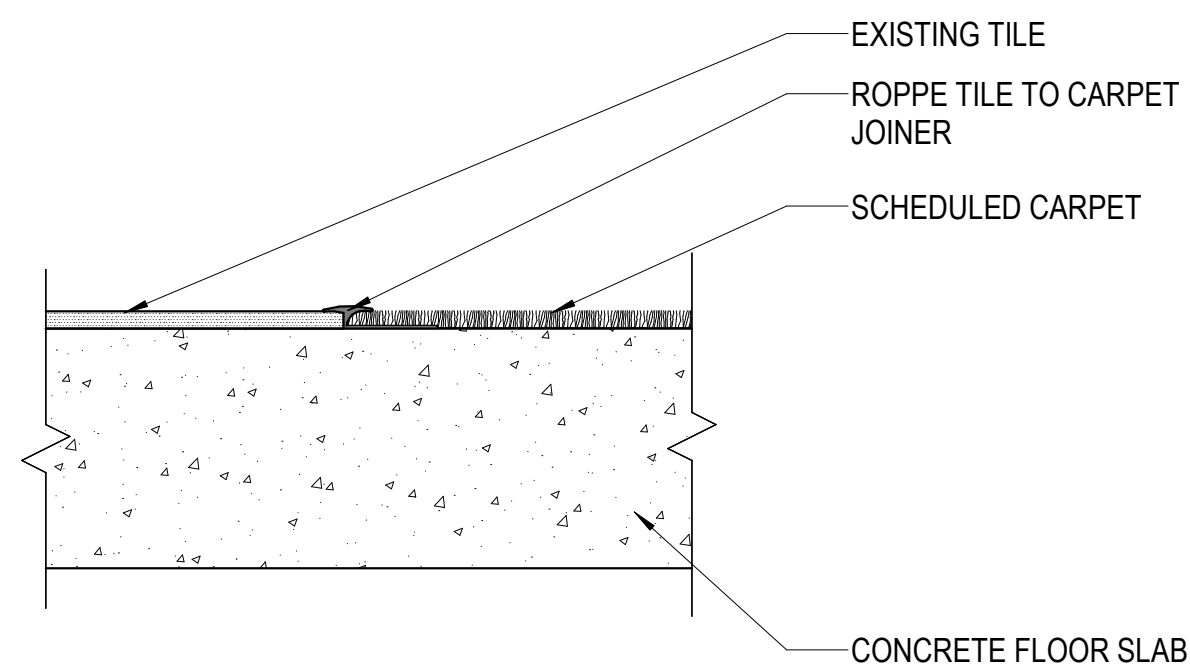 EXISTING TILE
ROPPE TILE TO CARPET
JOINER
SCHEDULED CARPET
CONCRETE FLOOR SLAB